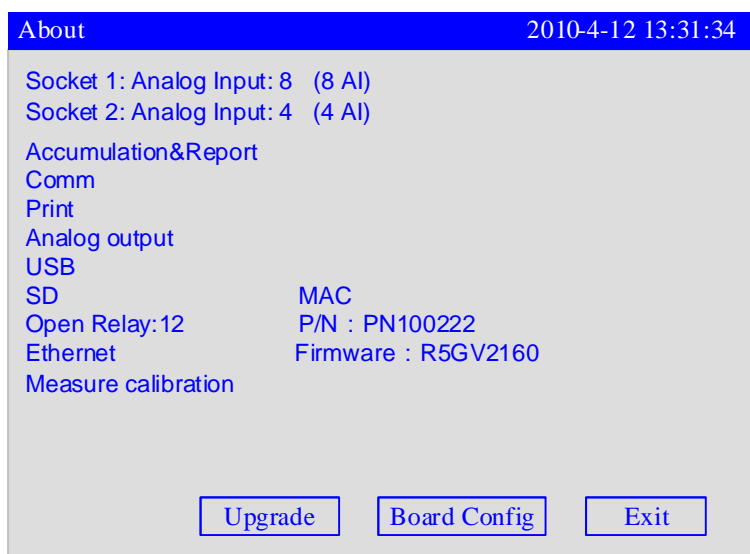 About 2010-4-12 13:31:34
Socket 1: Analog Input: 8 (8 AI)
Socket 2: Analog Input: 4 (4 AI)
Accumulation&Report
Comm
Print
Analog output
USB
SD MAC
Open Relay:12 P/N : PN100222
Ethernet Firmware : R5GV2160
Measure calibration
Upgrade Board Config Exit